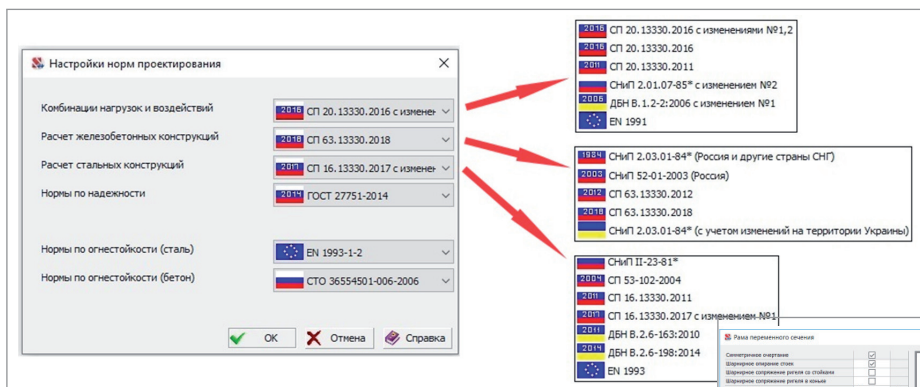 Настройки норм проектирования
Комбинации нагрузок и воздействий
2016 СП 20.13330.2016 с изменен
Расчет железобетонных конструкций
2018 СП 63.13330.2018
Расчет стальных конструкций
2017 СП 16.13330.2017 с изменен
Нормы по надежности
2014 ГОСТ 27751-2014
Нормы по огнестойкости (сталь)
EN 1993-1-2
Нормы по огнестойкости (бетон)
СТО 36554501-006-2006
ОК
Отмена
Справка
2016 СП 20.13330.2016 с изменениями №1,2
2016 СП 20.13330.2016
2011 СП 20.13330.2011
СНиП 2.01.07-85* с изменением №2
2006 ДБН В.1.2-2:2006 с изменением №1
EN 1991
1984 СНиП 2.03.01-84* (Россия и другие страны СНГ)
2003 СНиП 52-01-2003 (Россия)
2012 СП 63.13330.2012
2018 СП 63.13330.2018
СНиП 2.03.01-84* (с учетом изменений на территории Украины)
СНиП II-23-81*
2004 СП 53-102-2004
2011 СП 16.13330.2011
2017 СП 16.13330.2017 с изменением №1
2011 ДБН В.2.6-163:2010
2014 ДБН В.2.6-198:2014
EN 1993
Рама переменного сечения
Симметричное очертание
Шарнирное опирание стоек
Шарнирное сопряжение ригеля со стойками
Шарнирное сопряжение ригеля в коньке